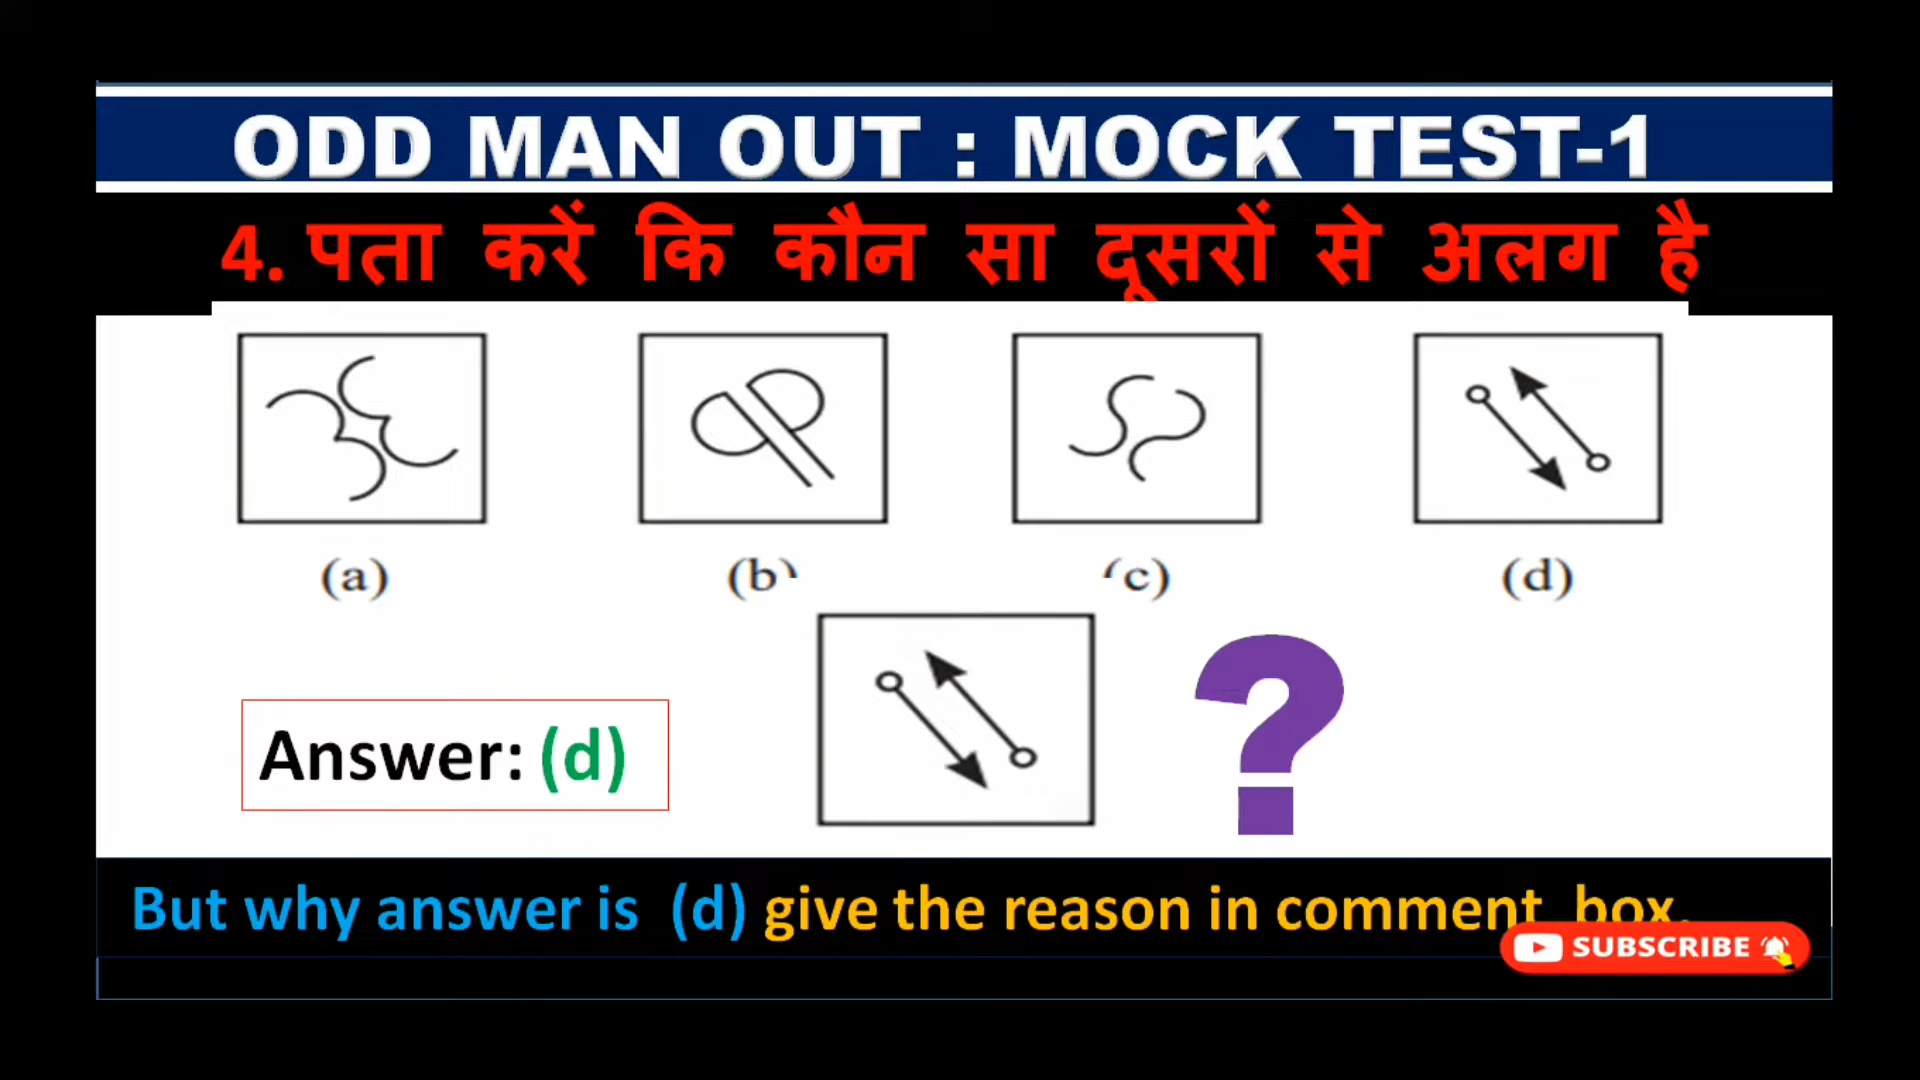 ODD MAN OUT : MOCK TEST-1
4. पता करें कि कौन सा दूसरों से अलग है
(a) (b) (c) (d)
Answer: (d)
?
But why answer is (d) give the reason in comment box.
SUBSCRIBE